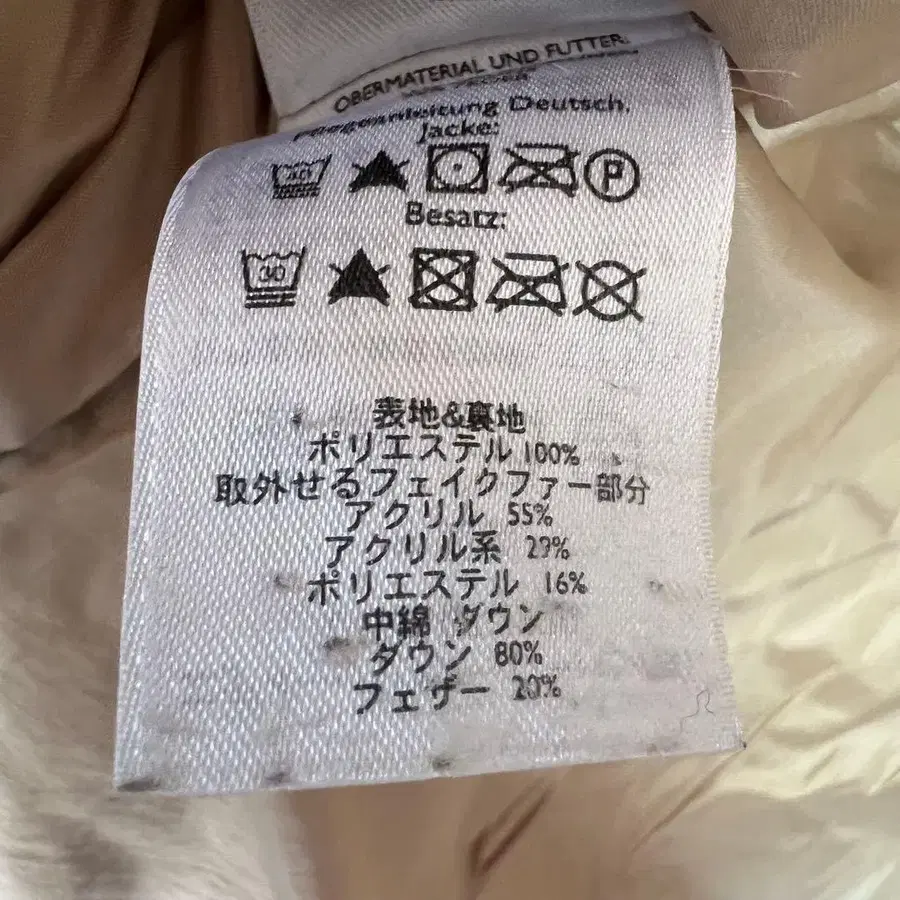 OBERMATERIAL UND FUTTER:
Pflegeanleitung Deutsch.
Jacke:
40
P
Besatz:
30
表地&裏地
ポリエステル 100%
取外せるフェイクファー部分
アクリル 55%
アクリル系 29%
ポリエステル 16%
中綿 ダウン
ダウン 80%
フェザー 20%